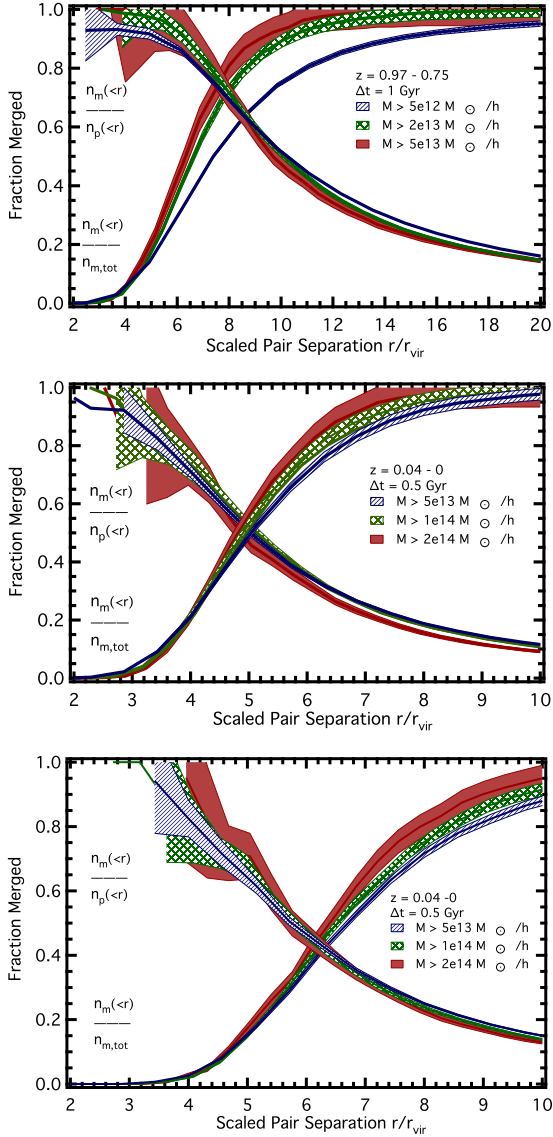 1.0
0.8
0.6
0.4
0.2
0.0
Fraction Merged
n_m(<r)
———
n_p(<r)
n_m(<r)
———
n_m,tot
z = 0.97 - 0.75
Δt = 1 Gyr
M > 5e12 M ⊙ /h
M > 2e13 M ⊙ /h
M > 5e13 M ⊙ /h
2 4 6 8 10 12 14 16 18 20
Scaled Pair Separation r/r_vir
1.0
0.8
0.6
0.4
0.2
0.0
Fraction Merged
n_m(<r)
———
n_p(<r)
n_m(<r)
———
n_m,tot
z = 0.04 - 0
Δt = 0.5 Gyr
M > 5e13 M ⊙ /h
M > 1e14 M ⊙ /h
M > 2e14 M ⊙ /h
2 3 4 5 6 7 8 9 10
Scaled Pair Separation r/r_vir
1.0
0.8
0.6
0.4
0.2
0.0
Fraction Merged
n_m(<r)
———
n_p(<r)
n_m(<r)
———
n_m,tot
z = 0.04 -0
Δt = 0.5 Gyr
M > 5e13 M ⊙ /h
M > 1e14 M ⊙ /h
M > 2e14 M ⊙ /h
2 3 4 5 6 7 8 9 10
Scaled Pair Separation r/r_vir